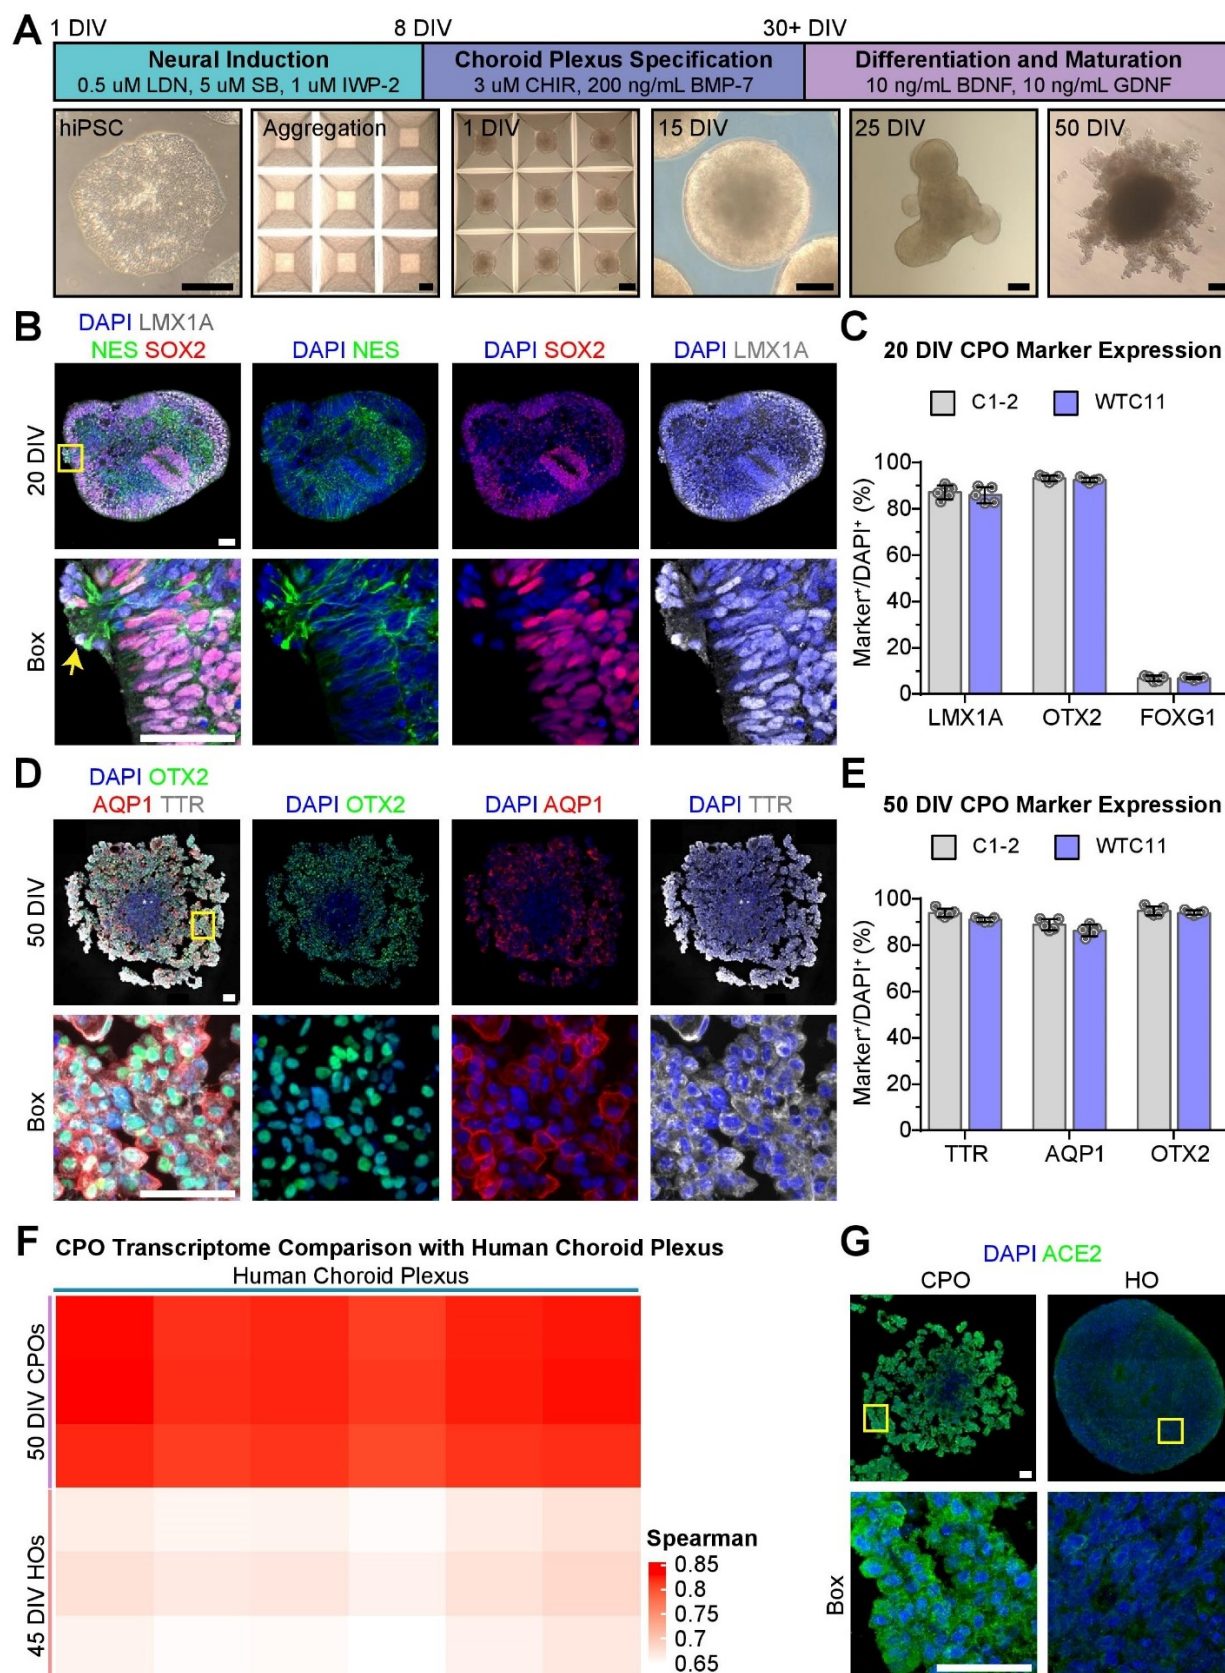 A
1 DIV 8 DIV 30+ DIV
Neural Induction
0.5 uM LDN, 5 uM SB, 1 uM IWP-2
Choroid Plexus Specification
3 uM CHIR, 200 ng/mL BMP-7
Differentiation and Maturation
10 ng/mL BDNF, 10 ng/mL GDNF
hiPSC
Aggregation
1 DIV
15 DIV
25 DIV
50 DIV
B
DAPI LMX1A
NES SOX2
DAPI NES
DAPI SOX2
DAPI LMX1A
20 DIV
Box
C
20 DIV CPO Marker Expression
C1-2
WTC11
Marker⁺/DAPI⁺ (%)
100
80
60
40
20
0
LMX1A
OTX2
FOXG1
D
DAPI OTX2
AQP1 TTR
DAPI OTX2
DAPI AQP1
DAPI TTR
50 DIV
Box
E
50 DIV CPO Marker Expression
C1-2
WTC11
Marker⁺/DAPI⁺ (%)
100
80
60
40
20
0
TTR
AQP1
OTX2
F
CPO Transcriptome Comparison with Human Choroid Plexus
Human Choroid Plexus
50 DIV CPOs
45 DIV HOs
Spearman
0.85
0.8
0.75
0.7
0.65
G
DAPI ACE2
CPO
HO
Box